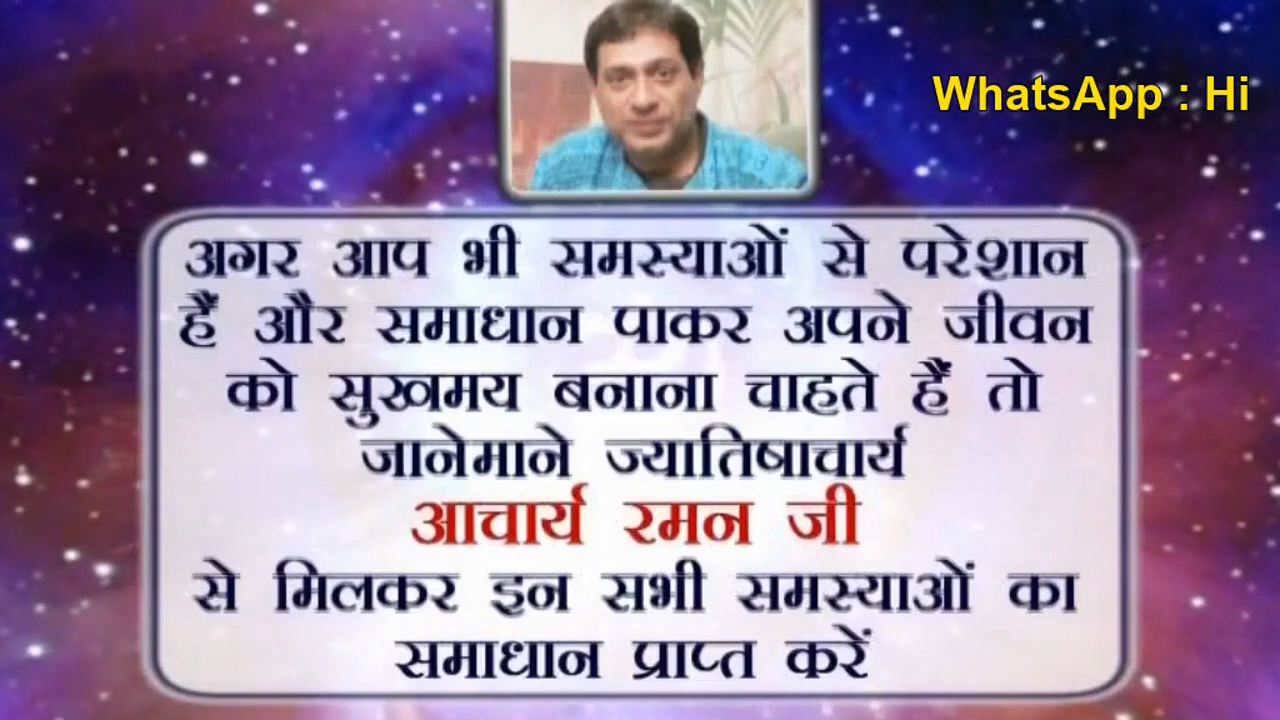 WhatsApp : Hi
अगर आप भी समस्याओं से परेशान
हैं और समाधान पाकर अपने जीवन
को सुखमय बनाना चाहते हैं तो
जानेमाने ज्यातिषाचार्य
आचार्य रमन जी
से मिलकर इन सभी समस्याओं का
समाधान प्राप्त करें